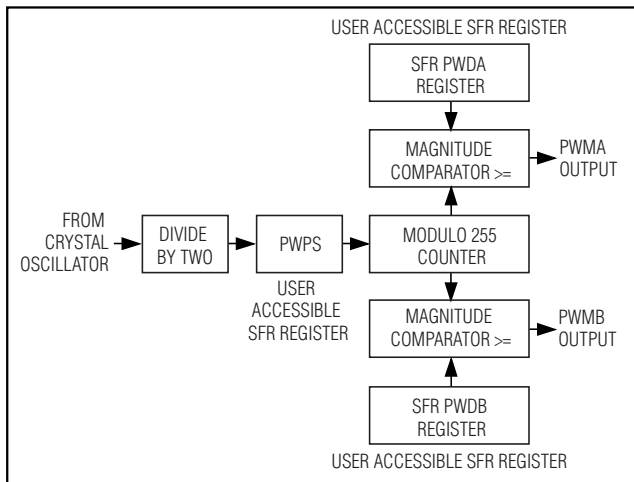 USER ACCESSIBLE SFR REGISTER
SFR PWDA
REGISTER
MAGNITUDE
COMPARATOR >=
PWMA
OUTPUT
FROM
CRYSTAL
OSCILLATOR
DIVIDE
BY TWO
PWPS
MODULO 255
COUNTER
USER
ACCESSIBLE
SFR REGISTER
MAGNITUDE
COMPARATOR >=
PWMB
OUTPUT
SFR PWDB
REGISTER
USER ACCESSIBLE SFR REGISTER